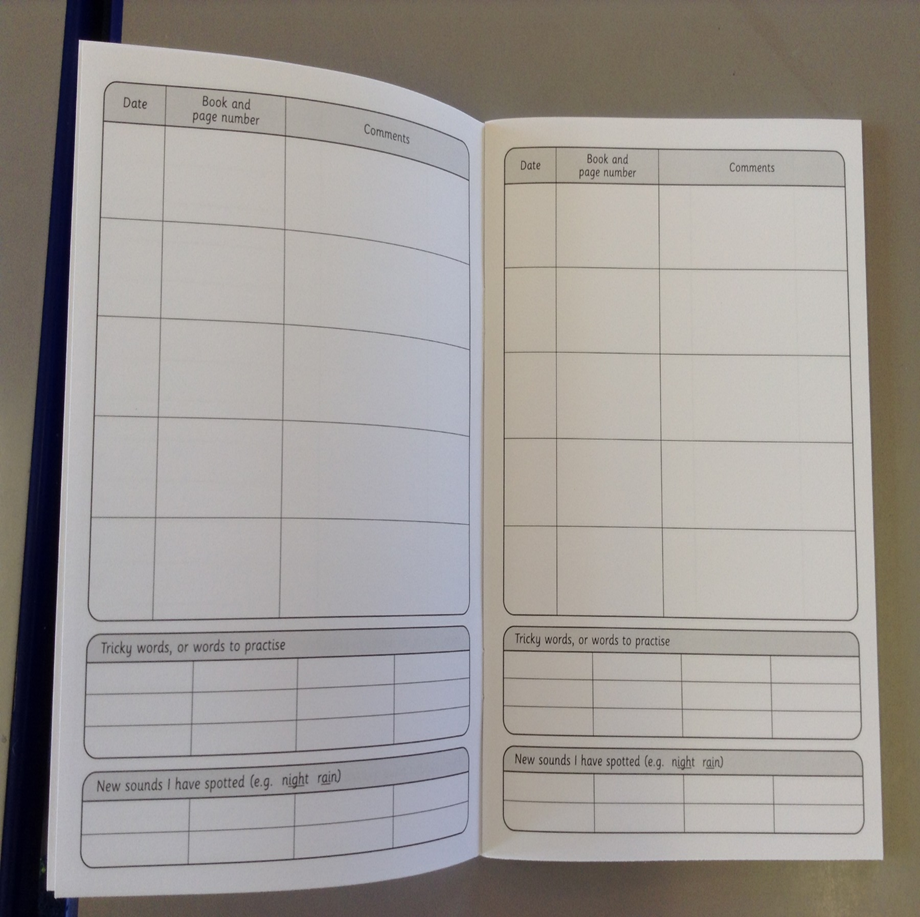 Date
Book and
page number
Comments
Tricky words, or words to practise
New sounds I have spotted (e.g. night rain)
Date
Book and
page number
Comments
Tricky words, or words to practise
New sounds I have spotted (e.g. night rain)